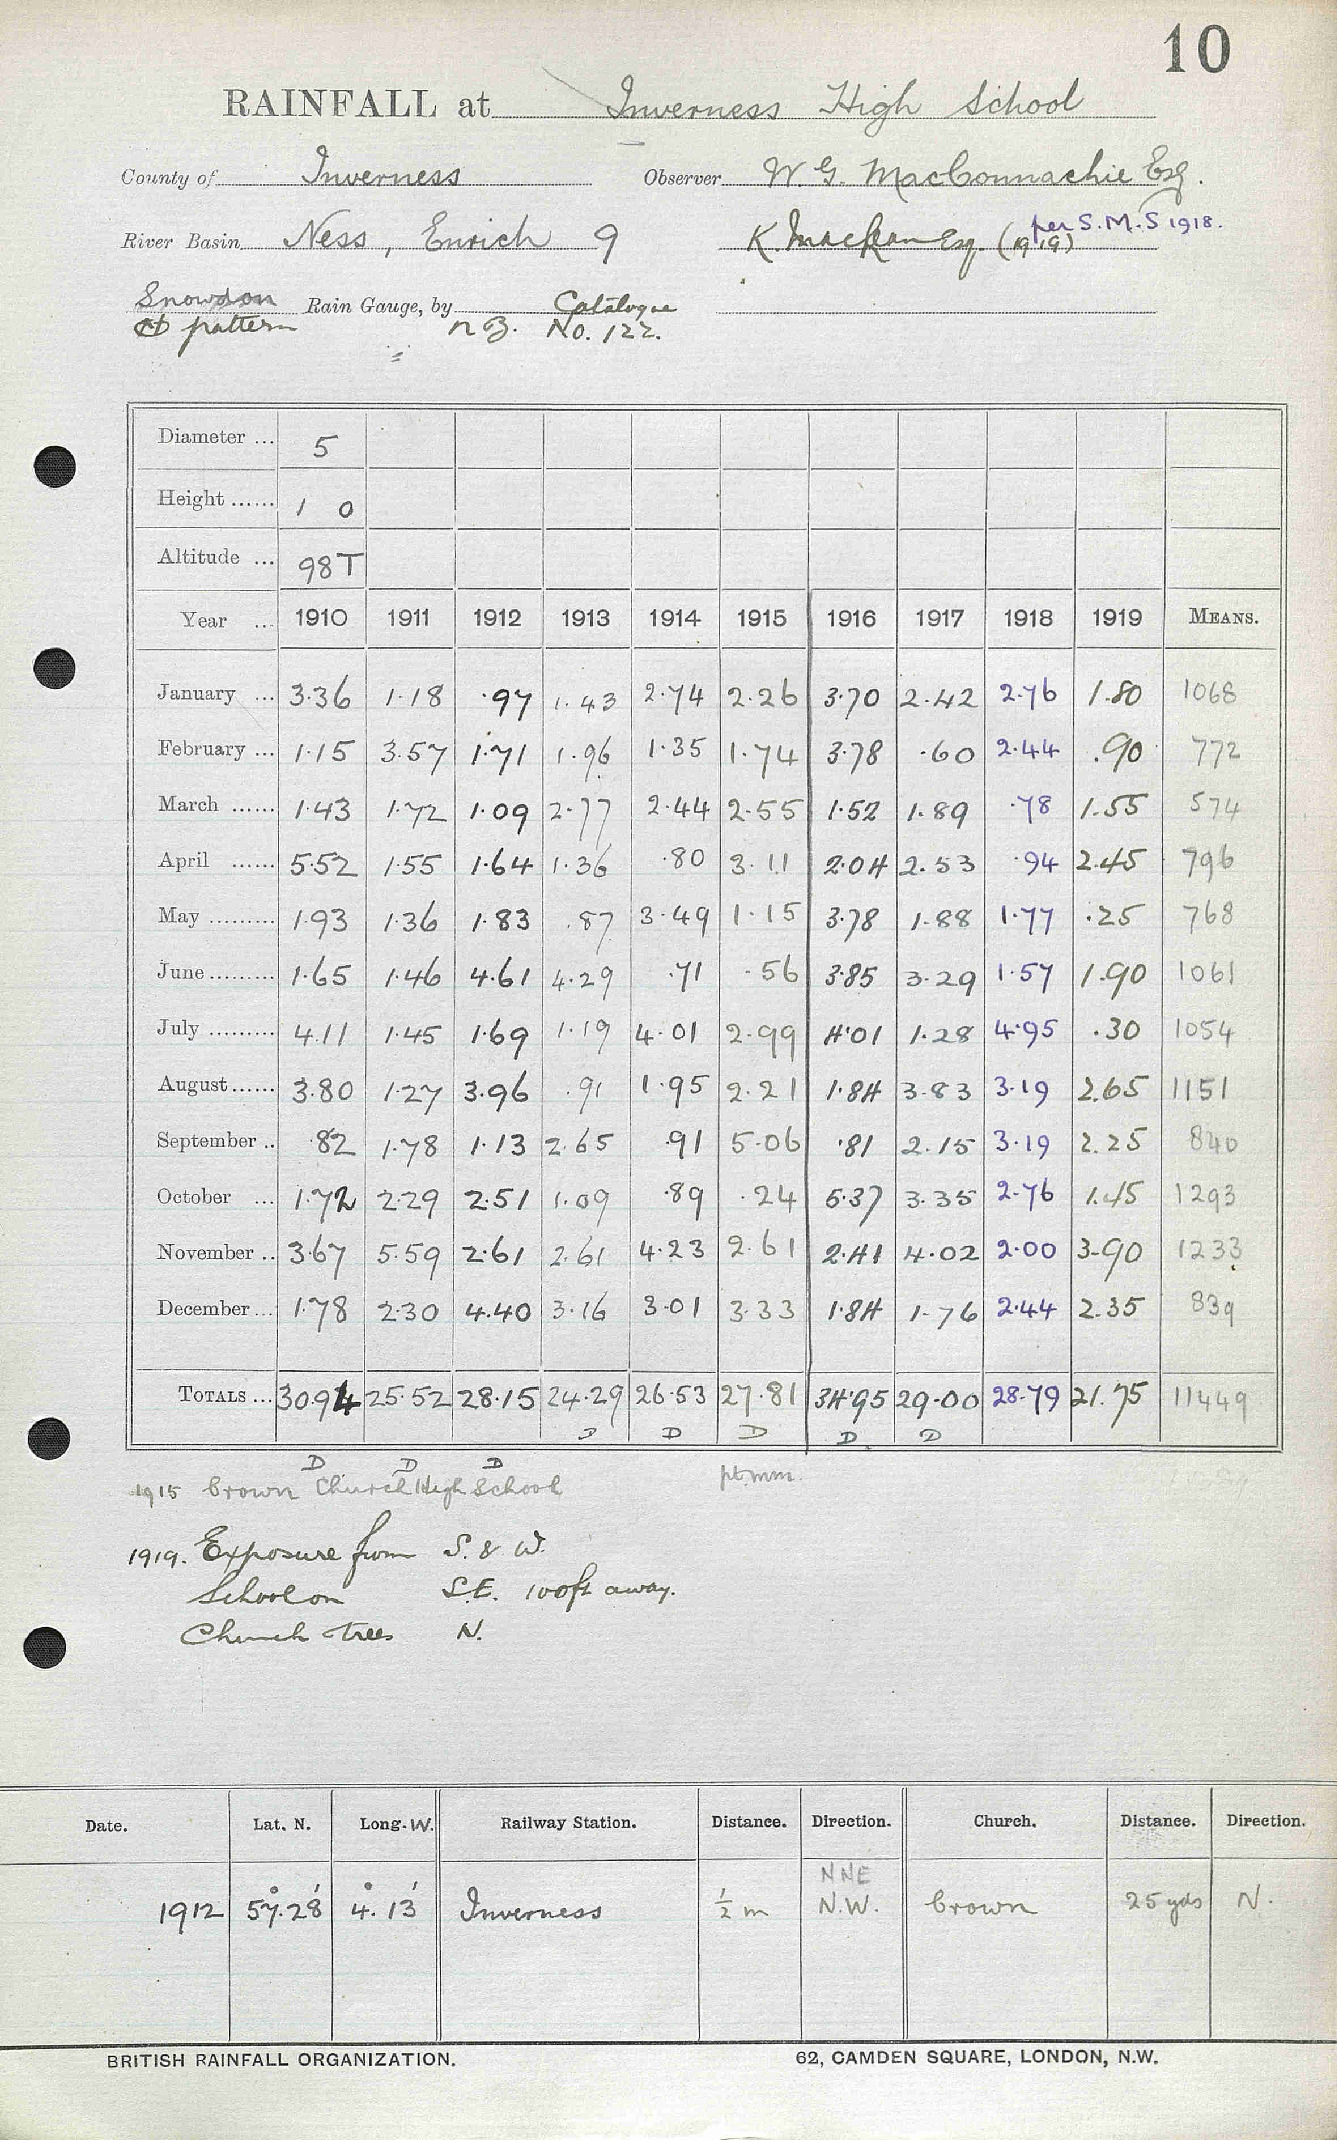 10
RAINFALL at Inverness High School
County of Inverness Observer W. G. MacConnachie Esq.
River Basin Ness, Enrich 9 K. Esq. (1919) per S.M.S 1918.
Snowdon Rain Gauge, by Catalogue
pattern n B. No. 122.
Diameter ... 5
Height ...... 1 0
Altitude ... 98T
Year ... 1910 1911 1912 1913 1914 1915 1916 1917 1918 1919 MEANS.
January ... 3.36 1.18 .97 1.43 2.74 2.26 3.70 2.42 2.76 1.80 1068
February ... 1.15 3.57 1.71 1.96 1.35 1.74 3.78 .60 2.44 .90 772
March ...... 1.43 1.72 1.09 2.77 2.44 2.55 1.52 1.89 .78 1.55 574
April ...... 5.52 1.55 1.64 1.36 .80 3.11 2.04 2.53 .94 2.45 796
May ......... 1.93 1.36 1.83 .87 3.49 1.15 3.78 1.88 1.77 .25 768
June ......... 1.65 1.46 4.61 4.29 .71 .56 3.85 3.29 1.57 1.90 1061
July ......... 4.11 1.45 1.69 1.19 4.01 2.99 4.01 1.28 4.95 .30 1054
August ...... 3.80 1.27 3.96 .91 1.95 2.21 1.84 3.83 3.19 2.65 1151
September .. .82 1.78 1.13 2.65 .91 5.06 .81 2.15 3.19 2.25 840
October ... 1.72 2.29 2.51 1.09 .89 .24 5.37 3.35 2.76 1.45 1293
November .. 3.67 5.59 2.61 2.61 4.23 2.61 2.41 4.02 2.00 3.90 1233
December ... 1.78 2.30 4.40 3.16 3.01 3.33 1.84 1.76 2.44 2.35 839
TOTALS ... 30.94 25.52 28.15 24.29 26.53 27.81 34.95 29.00 28.79 21.75 11449
D D D D D
D D D
1915 Crown Church High School pt.mm.
1919. Exposure from S. & W.
School on S.E. 100ft away.
Church trees N.
Date. Lat. N. Long. W. Railway Station. Distance. Direction. Church. Distance. Direction.
NNE
1912 57°.28' 4°.13' Inverness ½ m N.W. Crown 25 yds N.
BRITISH RAINFALL ORGANIZATION. 62, CAMDEN SQUARE, LONDON, N.W.